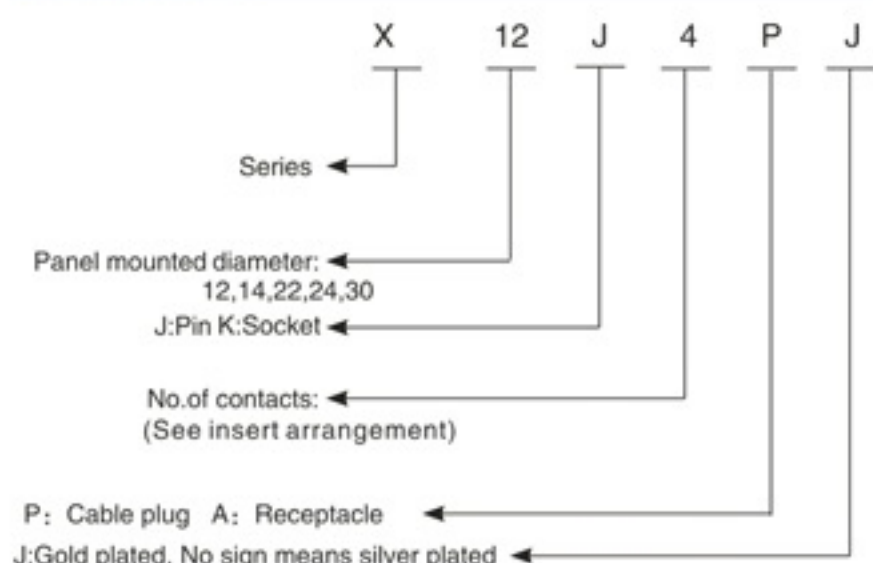 X 12 J 4 P J
Series
Panel mounted diameter:
12,14,22,24,30
J:Pin K:Socket
No.of contacts:
(See insert arrangement)
P: Cable plug A: Receptacle
J:Gold plated. No sign means silver plated